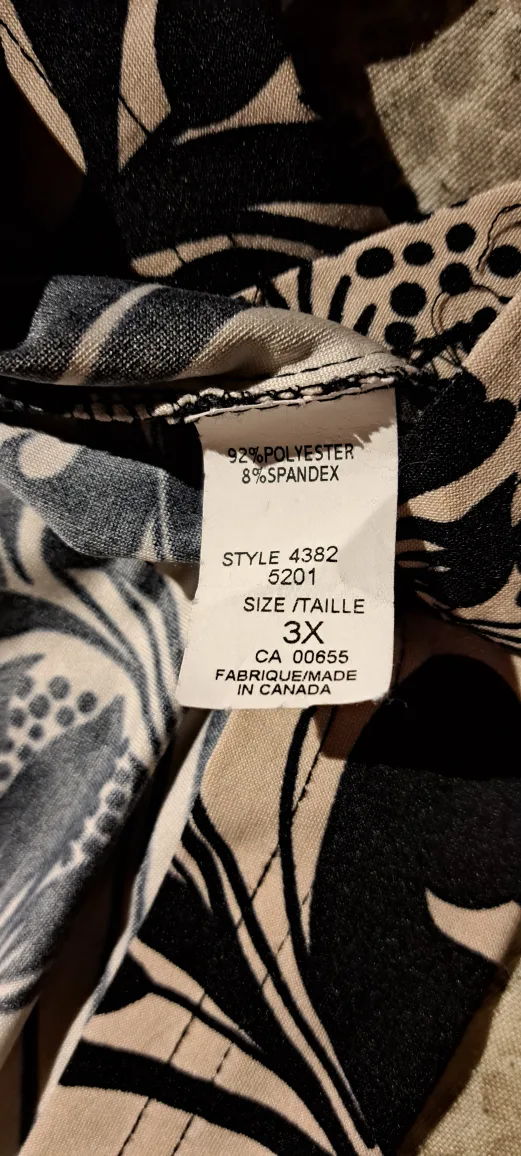 92%POLYESTER
8%SPANDEX
STYLE 4382
5201
SIZE /TAILLE
3X
CA 00655
FABRIQUE/MADE
IN CANADA